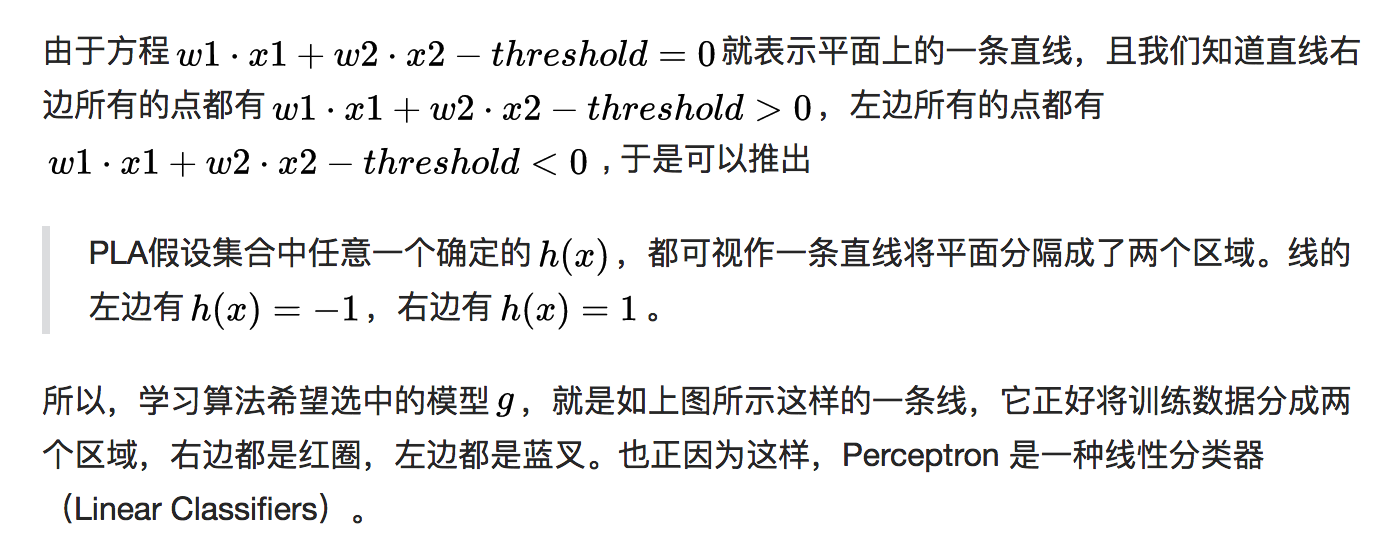 由于方程 w1 · x1 + w2 · x2 − threshold = 0 就表示平面上的一条直线，且我们知道直线右
边所有的点都有 w1 · x1 + w2 · x2 − threshold > 0，左边所有的点都有
w1 · x1 + w2 · x2 − threshold < 0 , 于是可以推出
PLA假设集合中任意一个确定的 h(x)，都可视作一条直线将平面分隔成了两个区域。线的
左边有 h(x) = −1，右边有 h(x) = 1 。
所以，学习算法希望选中的模型 g，就是如上图所示这样的一条线，它正好将训练数据分成两
个区域，右边都是红圈，左边都是蓝叉。也正因为这样，Perceptron 是一种线性分类器
（Linear Classifiers）。